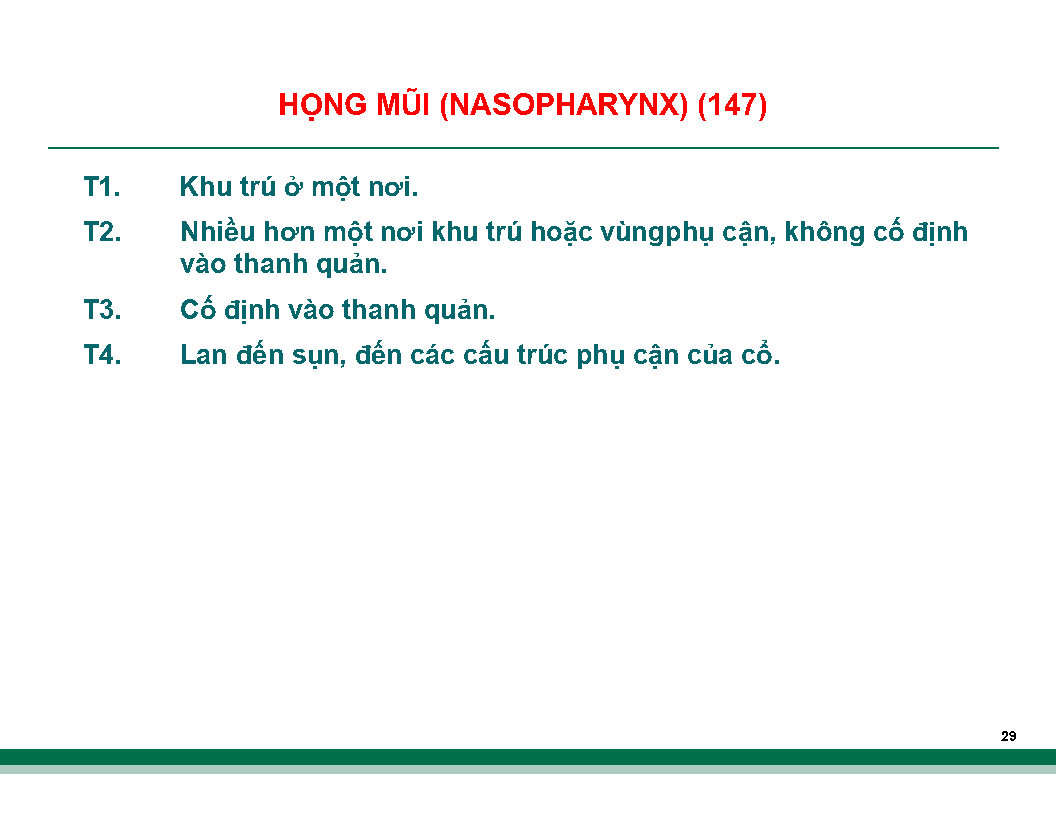 HỌNG MŨI (NASOPHARYNX) (147)
T1. Khu trú ở một nơi.
T2. Nhiều hơn một nơi khu trú hoặc vùngphụ cận, không cố định
vào thanh quản.
T3. Cố định vào thanh quản.
T4. Lan đến sụn, đến các cấu trúc phụ cận của cổ.
29